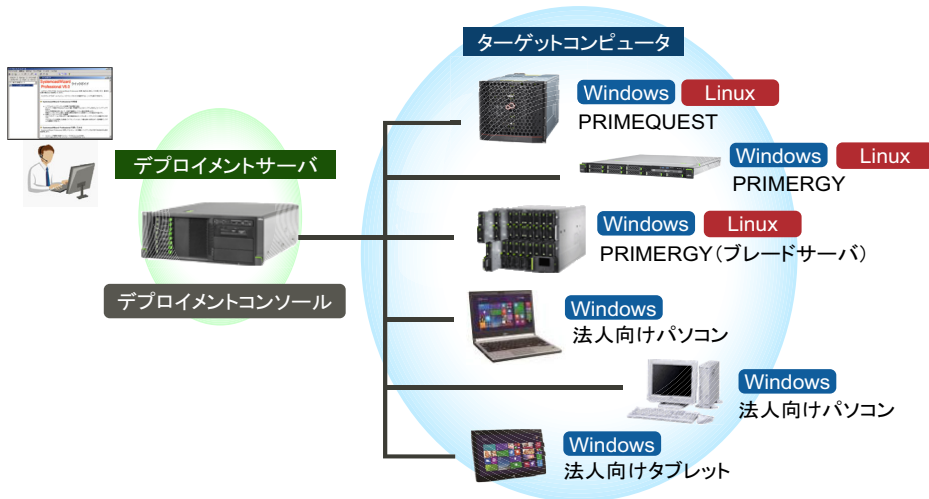 ターゲットコンピュータ
Windows Linux
PRIMEQUEST
SystemcastWizard
Professional V5.0
デプロイメントサーバ
Windows Linux
PRIMERGY
Windows Linux
PRIMERGY（ブレードサーバ）
デプロイメントコンソール
Windows
法人向けパソコン
Windows
法人向けパソコン
Windows
法人向けタブレット